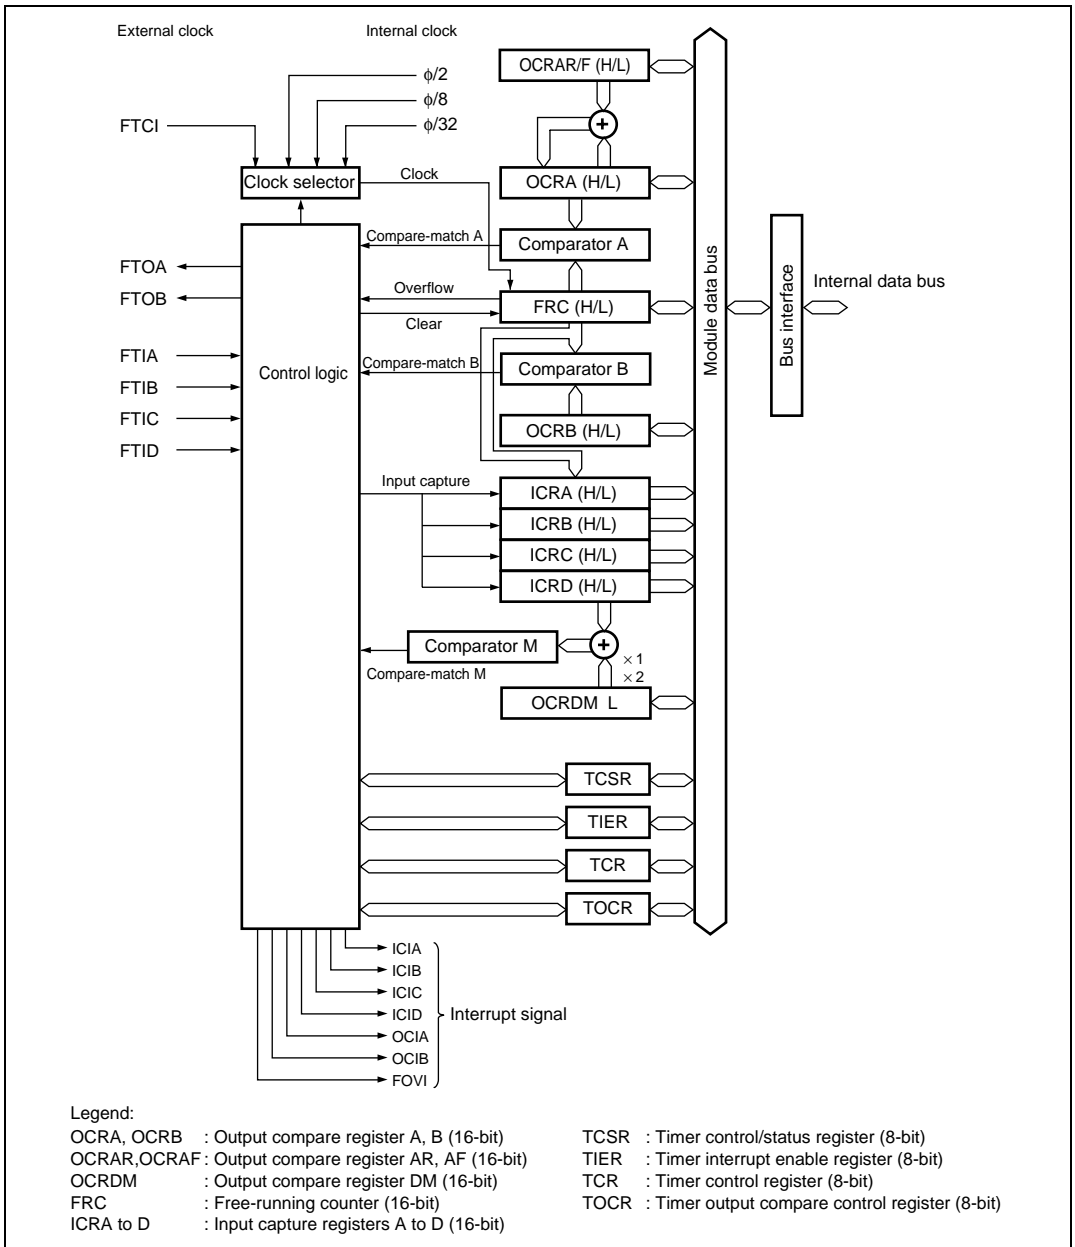 External clock
Internal clock
OCRAR/F (H/L)
ϕ/2
ϕ/8
ϕ/32
FTCI
+
Clock selector
Clock
OCRA (H/L)
Compare-match A
Comparator A
FTOA
FTOB
Overflow
FRC (H/L)
Clear
Module data bus
Bus interface
Internal data bus
FTIA
FTIB
FTIC
FTID
Control logic
Compare-match B
Comparator B
OCRB (H/L)
Input capture
ICRA (H/L)
ICRB (H/L)
ICRC (H/L)
ICRD (H/L)
+
Comparator M
×1
×2
Compare-match M
OCRDM L
TCSR
TIER
TCR
TOCR
ICIA
ICIB
ICIC
ICID
OCIA
OCIB
FOVI
Interrupt signal
Legend:
OCRA, OCRB : Output compare register A, B (16-bit)
OCRAR,OCRAF : Output compare register AR, AF (16-bit)
OCRDM : Output compare register DM (16-bit)
FRC : Free-running counter (16-bit)
ICRA to D : Input capture registers A to D (16-bit)
TCSR : Timer control/status register (8-bit)
TIER : Timer interrupt enable register (8-bit)
TCR : Timer control register (8-bit)
TOCR : Timer output compare control register (8-bit)